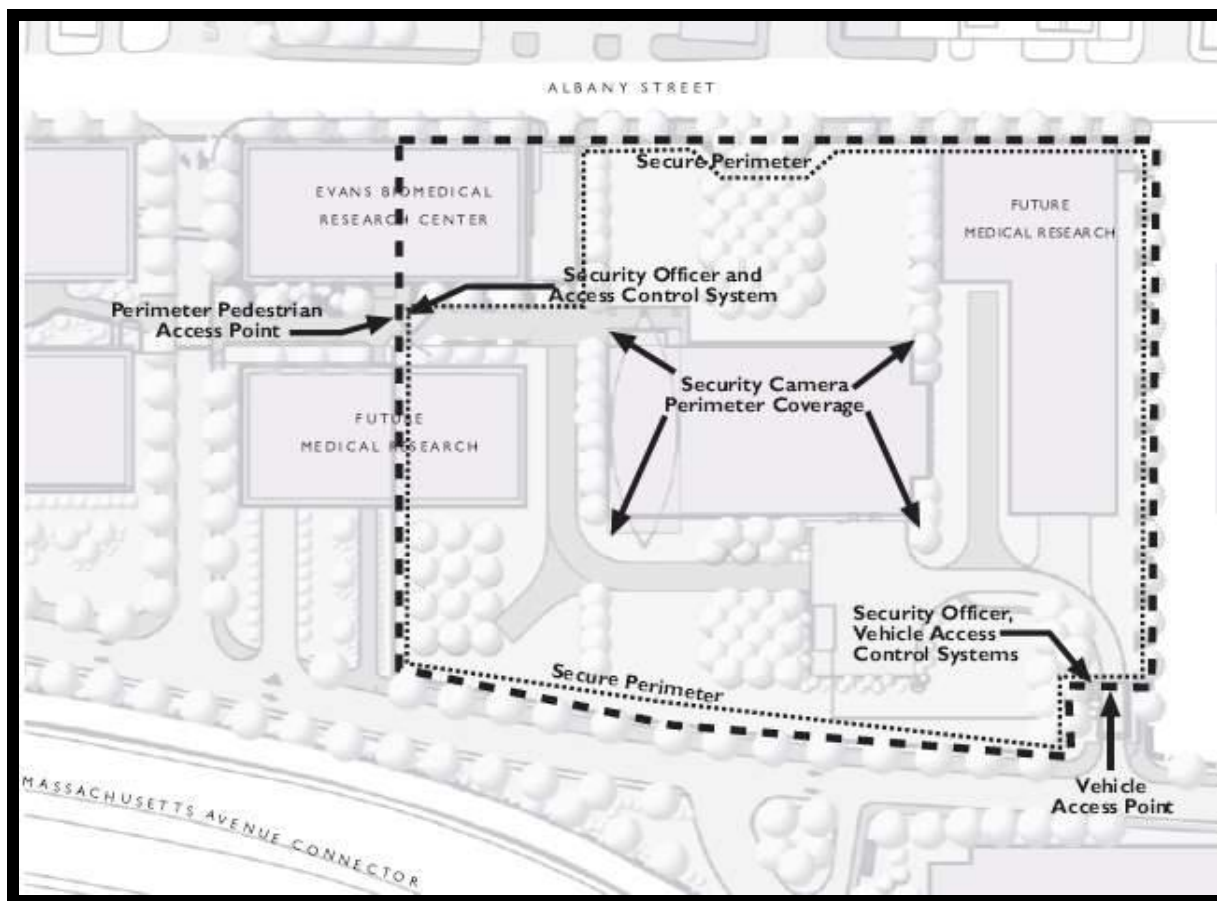 ALBANY STREET
Secure Perimeter
EVANS BIOMEDICAL
RESEARCH CENTER
FUTURE
MEDICAL RESEARCH
Security Officer and
Access Control System
Perimeter Pedestrian
Access Point
Security Camera
Perimeter Coverage
FUTURE
MEDICAL RESEARCH
Security Officer,
Vehicle Access
Control Systems
Secure Perimeter
Vehicle
Access Point
MASSACHUSETTS AVENUE CONNECTOR